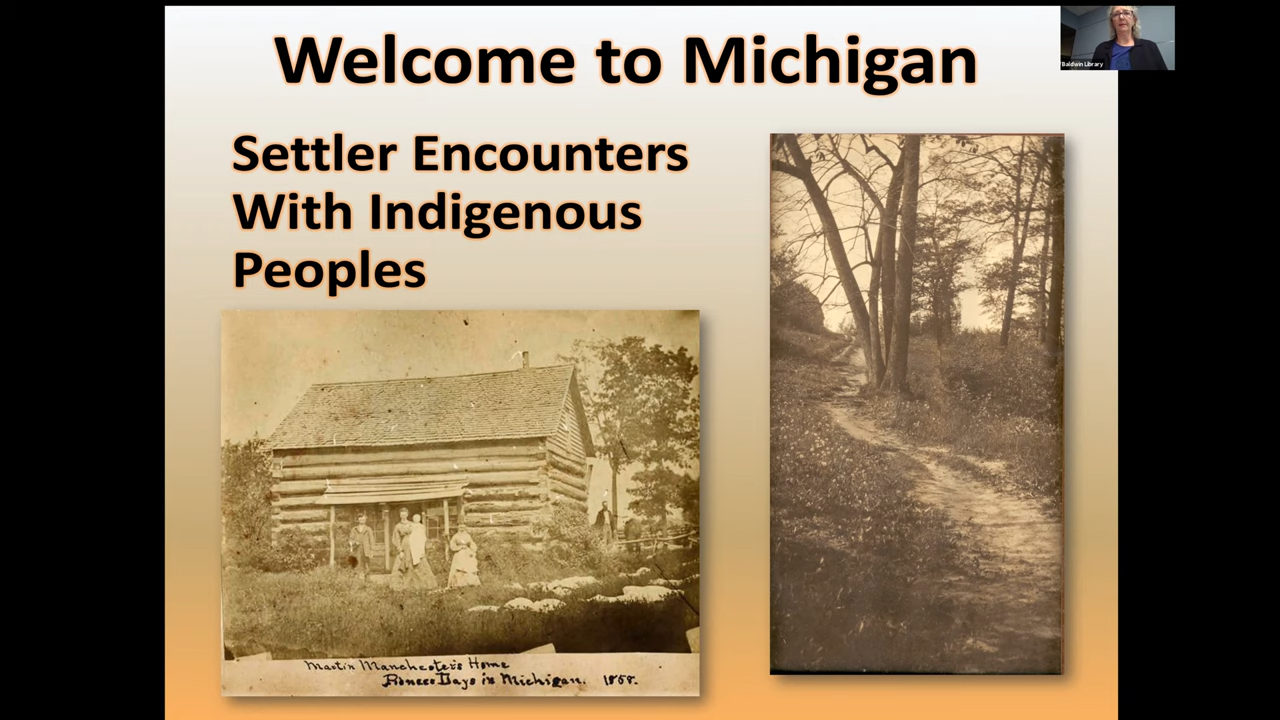 Welcome to Michigan
Settler Encounters
With Indigenous
Peoples
Martin Manchester's Home
Pioneer Days in Michigan. 1858.
Baldwin Library